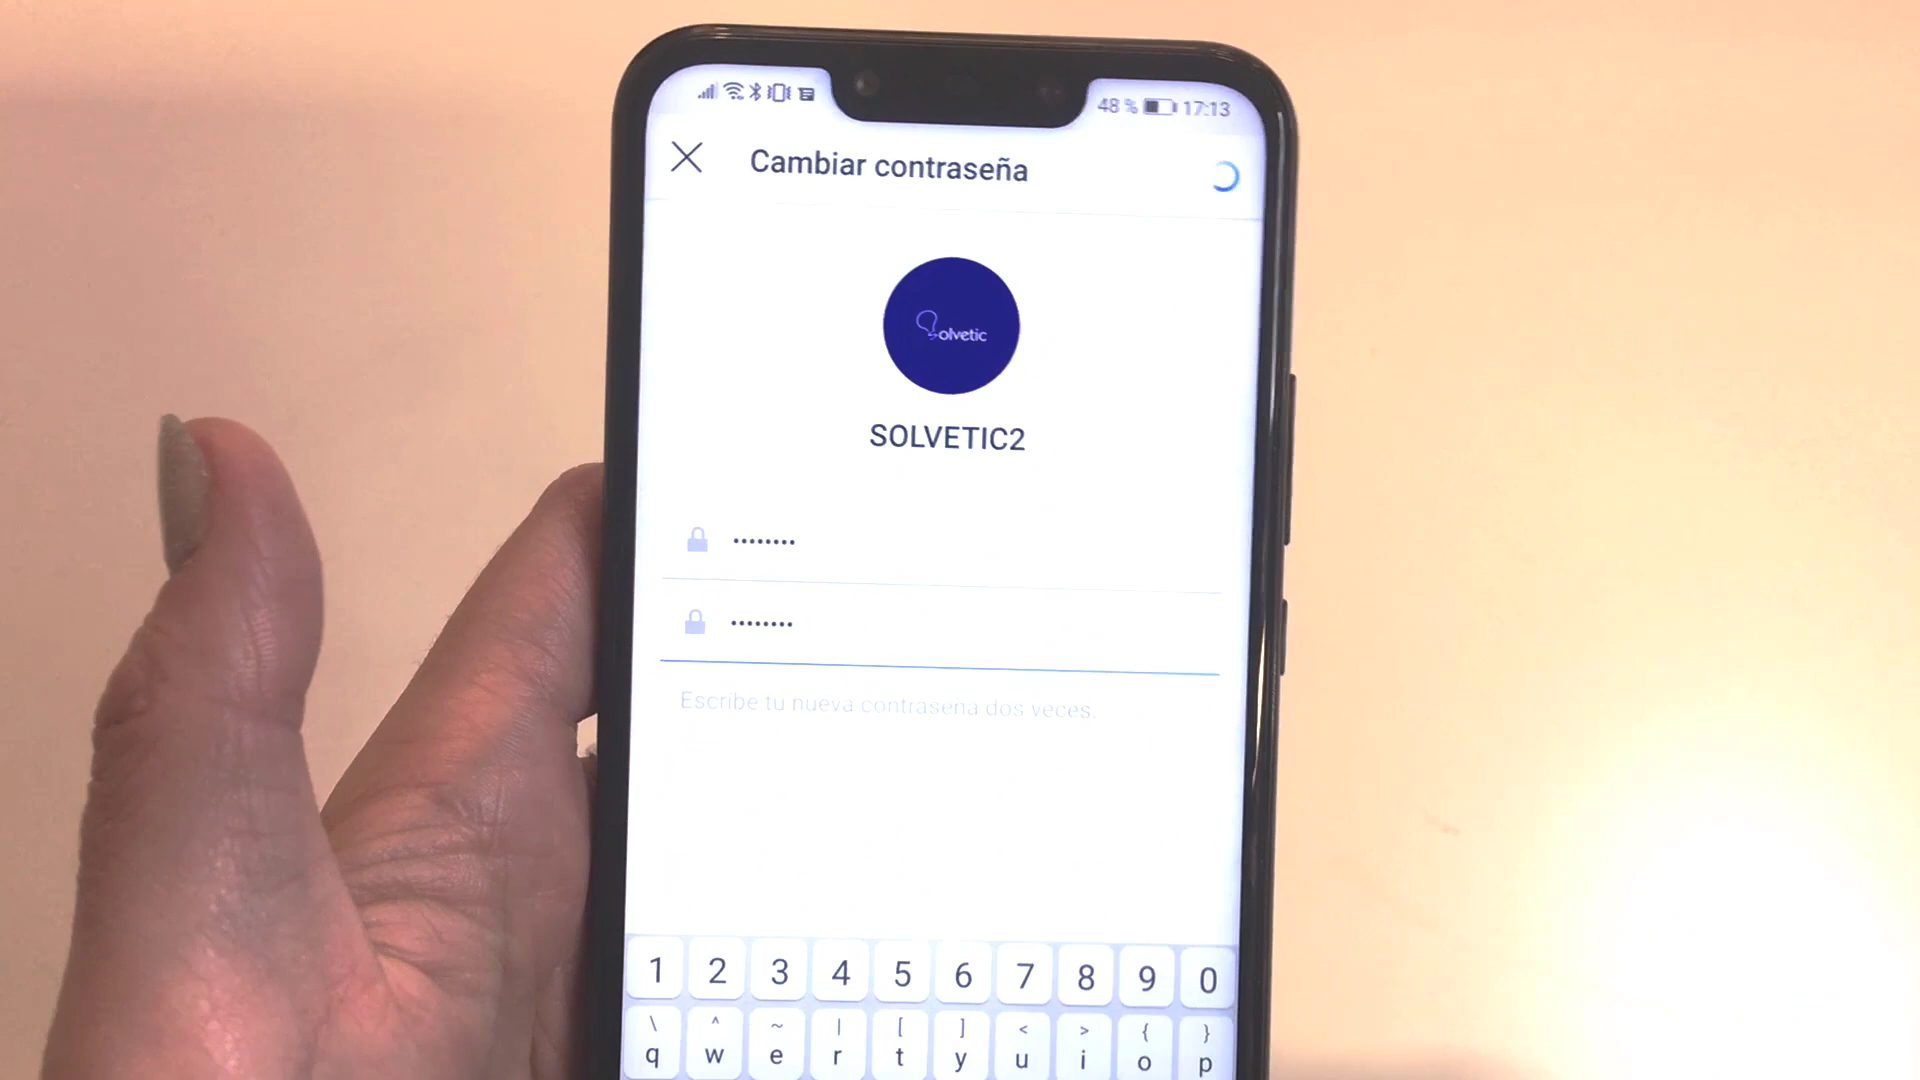 48 % 17:13
Cambiar contraseña
Solvetic
SOLVETIC2
••••••••
••••••••
Escribe tu nueva contraseña dos veces.
1 2 3 4 5 6 7 8 9 0
\ ^ ~ | [ ] < > { }
q w e r t y u i o p